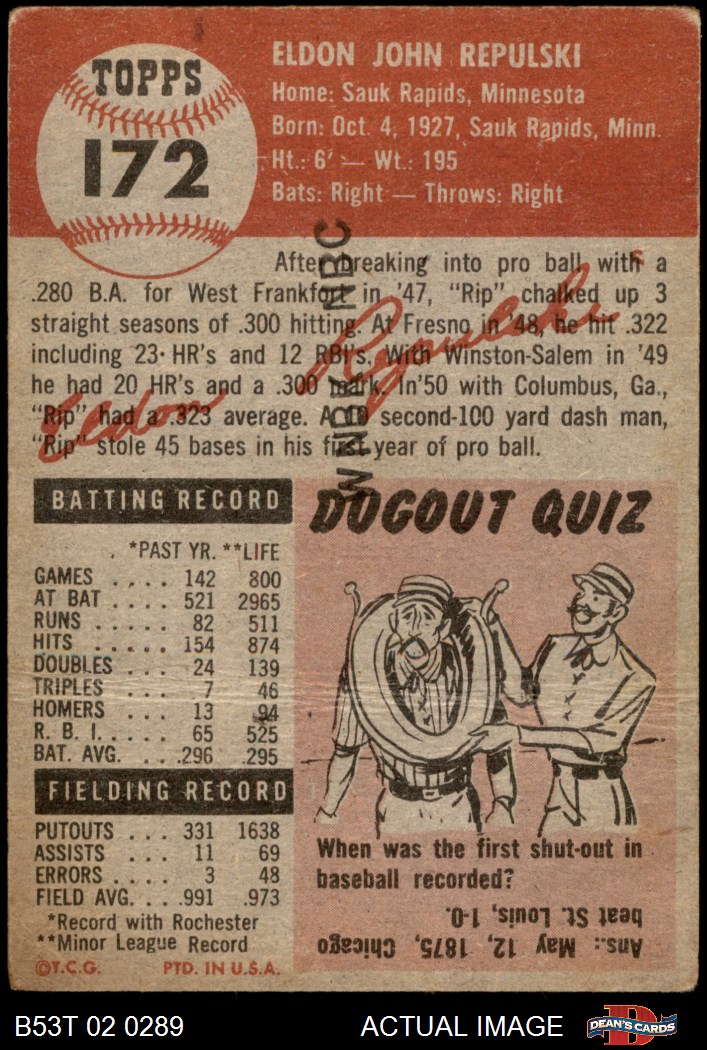 TOPPS
172
ELDON JOHN REPULSKI
Home: Sauk Rapids, Minnesota
Born: Oct. 4, 1927, Sauk Rapids, Minn.
Ht.: 6' — Wt.: 195
Bats: Right — Throws: Right
After breaking into pro ball with a
.280 B.A. for West Frankfort in '47, "Rip" chalked up 3
straight seasons of .300 hitting. At Fresno in '48, he hit .322
including 23 HR's and 12 RBI's. With Winston-Salem in '49
he had 20 HR's and a .300 mark. In '50 with Columbus, Ga.,
"Rip" had a .323 average. A 10 second-100 yard dash man,
"Rip" stole 45 bases in his first year of pro ball.
Eldon Repulski
WNBK NBC
BATTING RECORD
*PAST YR. **LIFE
GAMES .... 142 800
AT BAT .... 521 2965
RUNS ..... 82 511
HITS ..... 154 874
DOUBLES ... 24 139
TRIPLES .... 7 46
HOMERS ... 13 94
R. B. I. .... 65 525
BAT. AVG. ... .296 .295
FIELDING RECORD
PUTOUTS ... 331 1638
ASSISTS .... 11 69
ERRORS .... 3 48
FIELD AVG. ... .991 .973
*Record with Rochester
**Minor League Record
©T.C.G. PTD. IN U.S.A.
DUGOUT QUIZ
When was the first shut-out in
baseball recorded?
Ans.: May 12, 1875, Chicago
beat St. Louis, 1-0.
B53T 02 0289
ACTUAL IMAGE
D
DEAN'S CARDS